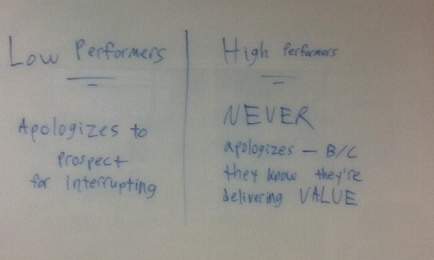 Low Performers
Apologizes to
prospect
for interrupting
High Performers
NEVER
apologizes — B/C
they know they're
delivering VALUE